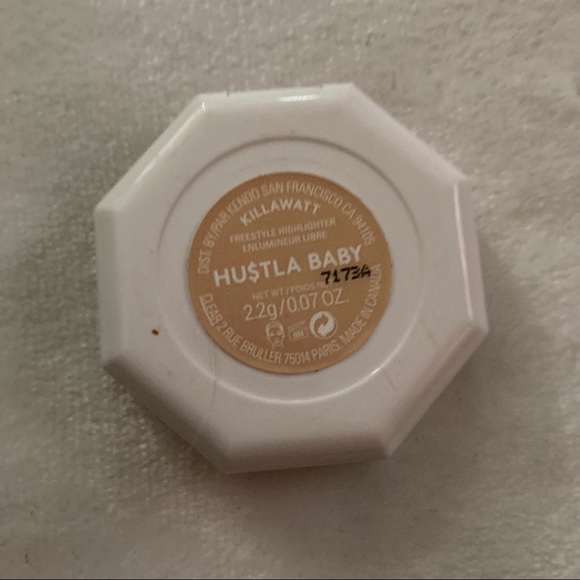 DIST. BY/PAR KENDO SAN FRANCISCO CA 94105
KILLAWATT
FREESTYLE HIGHLIGHTER
ENLUMINEUR LIBRE
HU$TLA BABY
7173A
NET WT./POIDS
2.2g/0.07 OZ.
CLEAR 2 RUE BRULLER 75014 PARIS. MADE IN CANADA